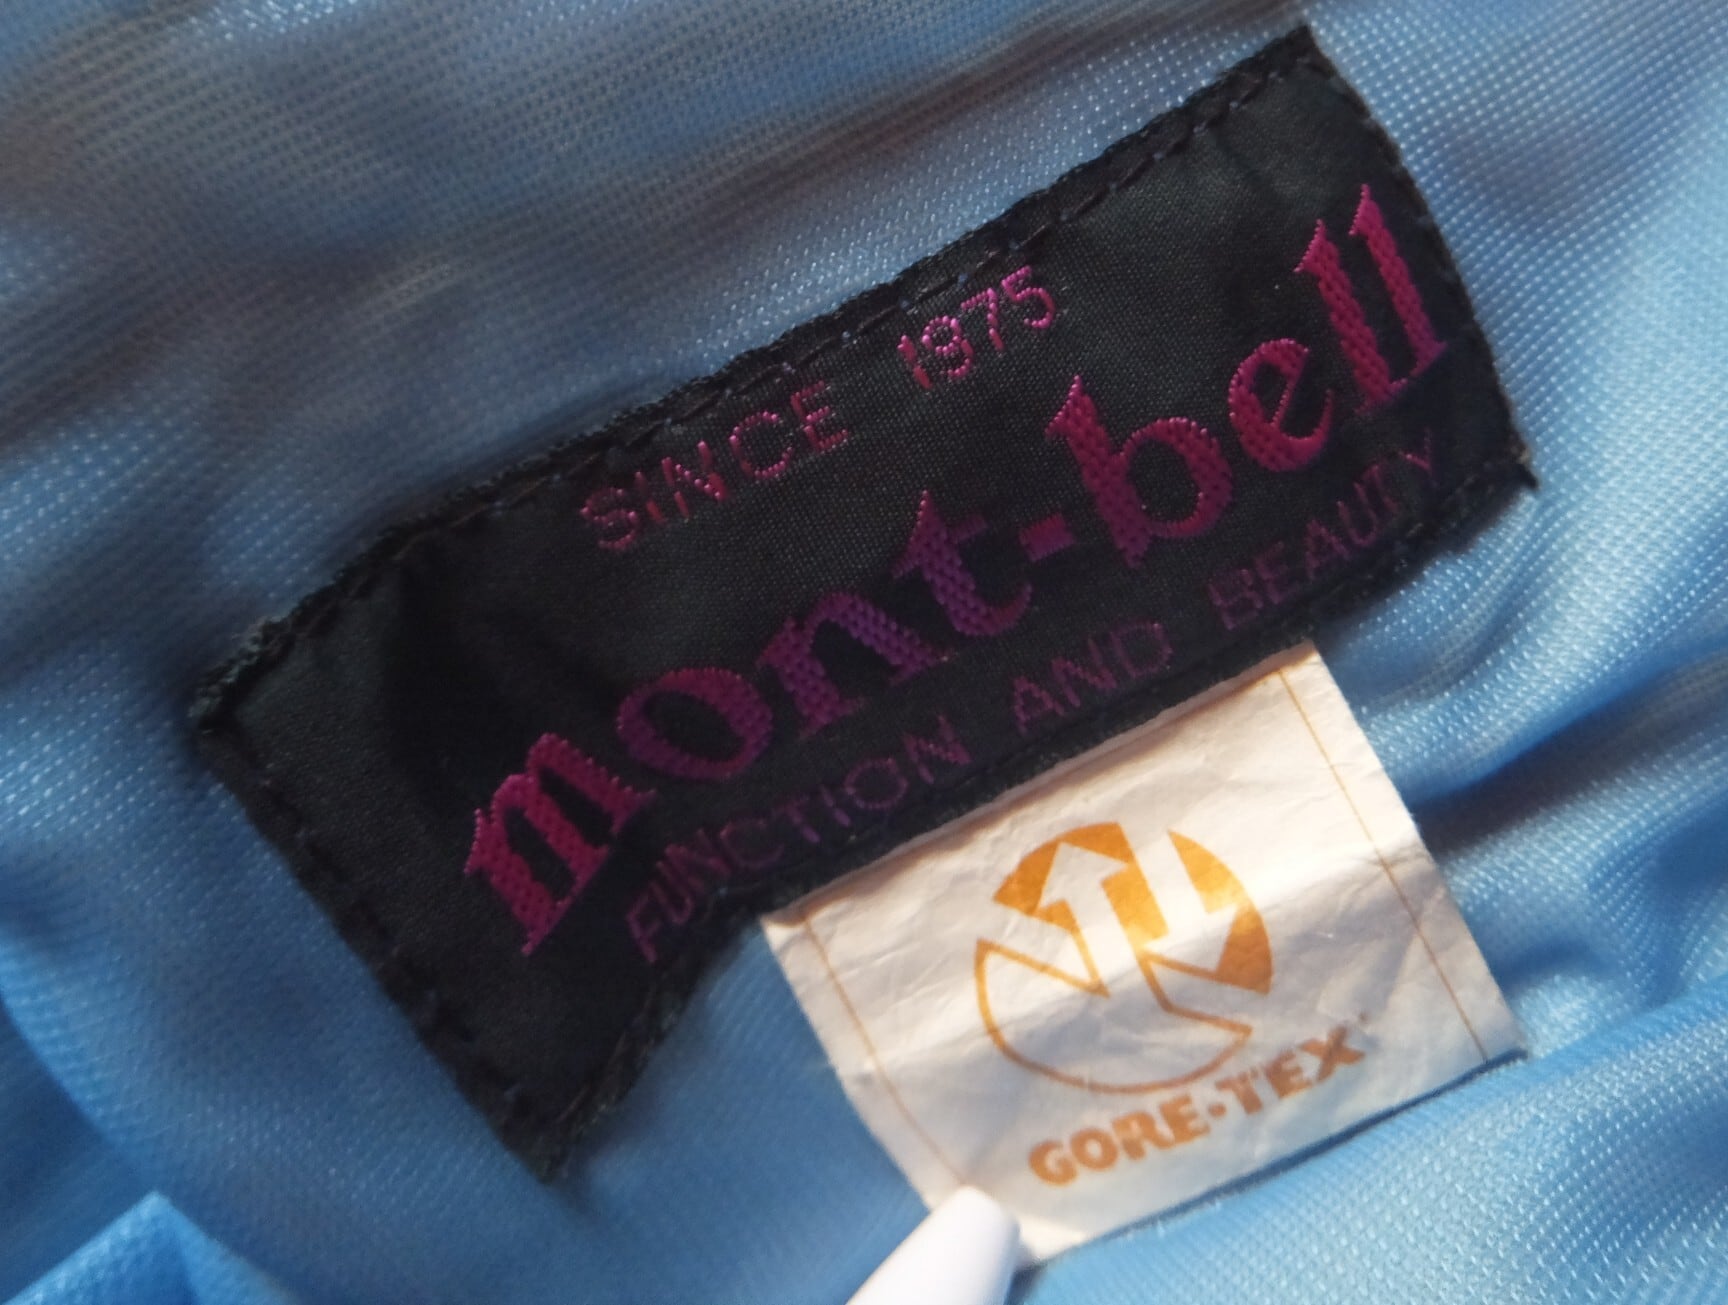 SINCE 1975
mont-bell
FUNCTION AND BEAUTY
GORE-TEX